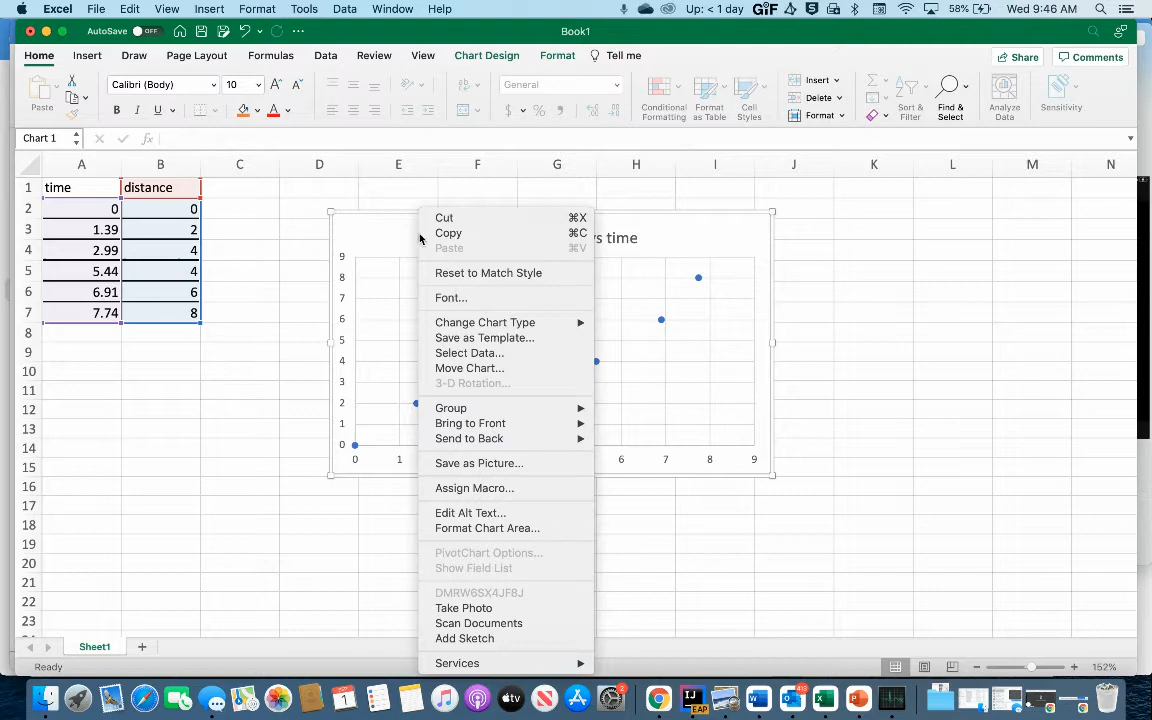 Excel File Edit View Insert Format Tools Data Window Help Up: < 1 day GIF 58% Wed 9:46 AM
AutoSave OFF Book1
Home Insert Draw Page Layout Formulas Data Review View Chart Design Format Tell me Share Comments
Paste Calibri (Body) 10 A A General Conditional Formatting Format as Table Cell Styles Insert Delete Format Sort & Filter Find & Select Analyze Data Sensitivity
B I U A $ % ,
Chart 1 fx
A B C D E F G H I J K L M N
1 time distance
2 0 0
3 1.39 2
4 2.99 4
5 5.44 4
6 6.91 6
7 7.74 8
8
9
10
11
12
13
14
15
16
17
18
19
20
21
22
23
vs time
9
8
7
6
5
4
3
2
1
0
0 1 6 7 8 9
Cut ⌘X
Copy ⌘C
Paste ⌘V
Reset to Match Style
Font...
Change Chart Type
Save as Template...
Select Data...
Move Chart...
3-D Rotation...
Group
Bring to Front
Send to Back
Save as Picture...
Assign Macro...
Edit Alt Text...
Format Chart Area...
PivotChart Options...
Show Field List
DMRW6SX4JF8J
Take Photo
Scan Documents
Add Sketch
Services
Sheet1
Ready 152%